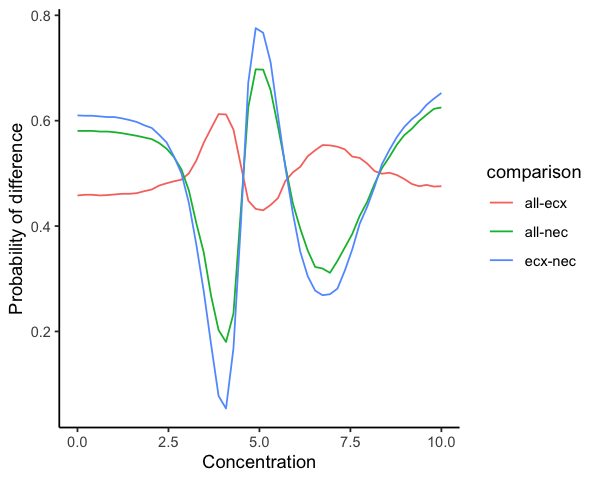 Probability of difference
0.8
0.6
0.4
0.2
0.0
2.5
5.0
7.5
10.0
Concentration
comparison
all-ecx
all-nec
ecx-nec